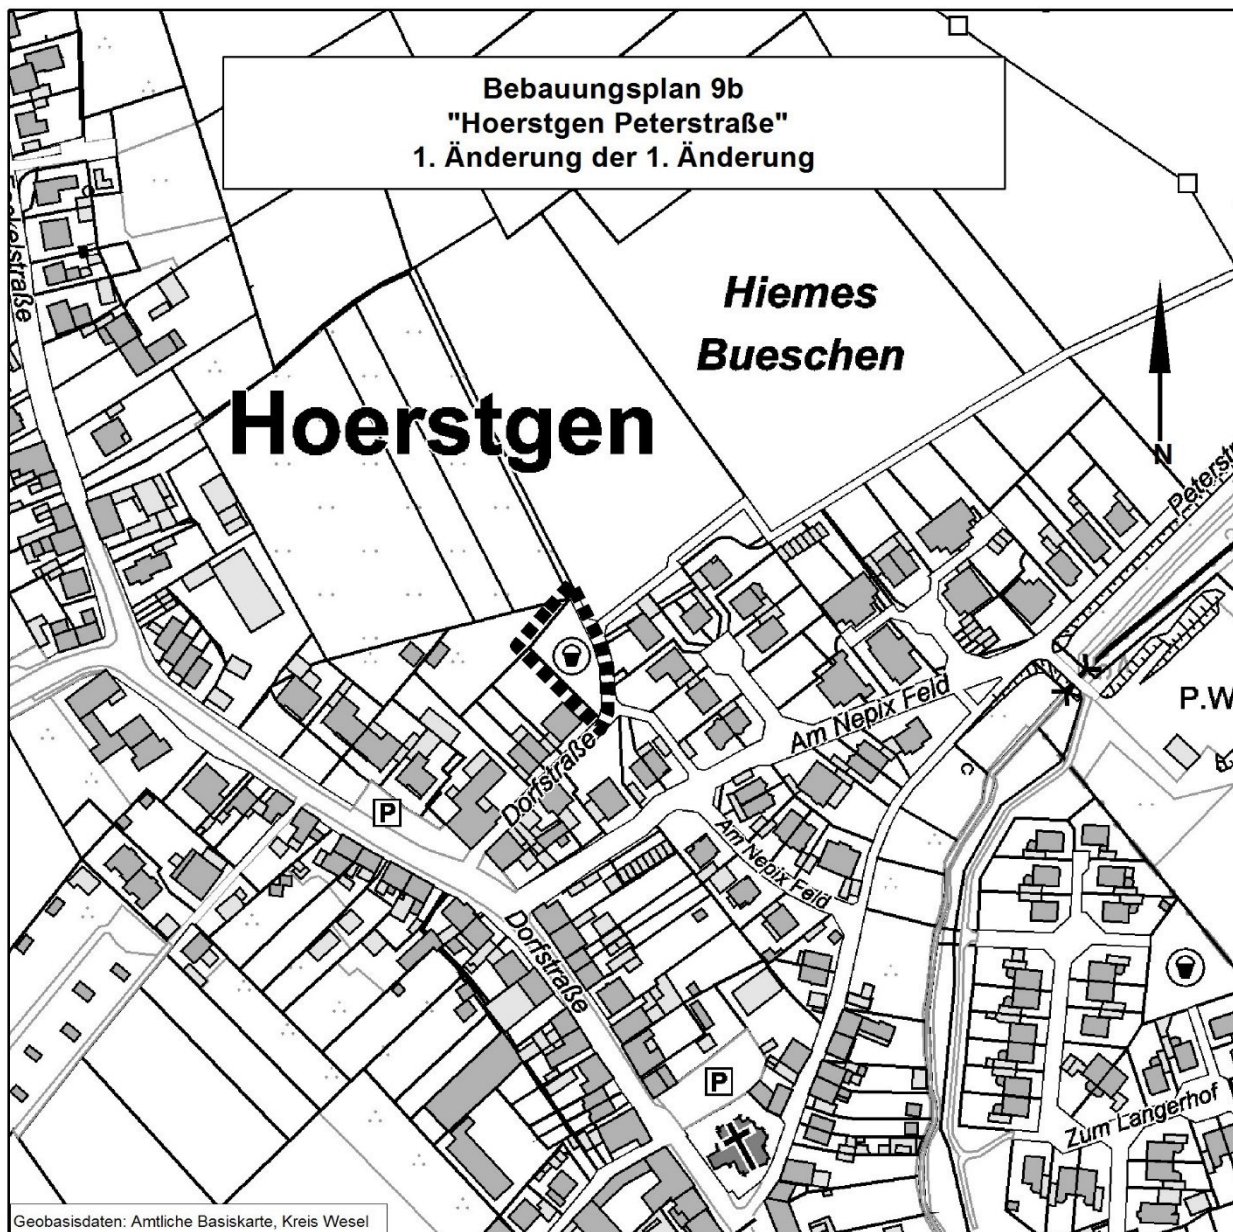 Bebauungsplan 9b
"Hoerstgen Peterstraße"
1. Änderung der 1. Änderung
Hiemes
Bueschen
Hoerstgen
N
P.W
Am Nepix Feld
Dorfstraße
P
Am Nepix Feld
Dorfstraße
P
Zum Langerhof
Geobasisdaten: Amtliche Basiskarte, Kreis Wesel